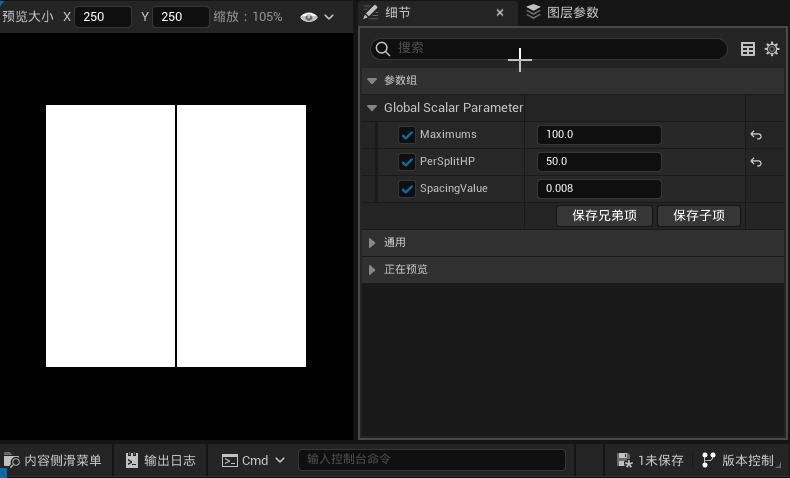 预览大小 X 250 Y 250 缩放：105%
细节 × 图层参数
搜索
参数组
Global Scalar Parameter
Maximums 100.0
PerSplitHP 50.0
SpacingValue 0.008
保存兄弟项 保存子项
通用
正在预览
内容侧滑菜单 输出日志 Cmd 输入控制台命令 1未保存 版本控制